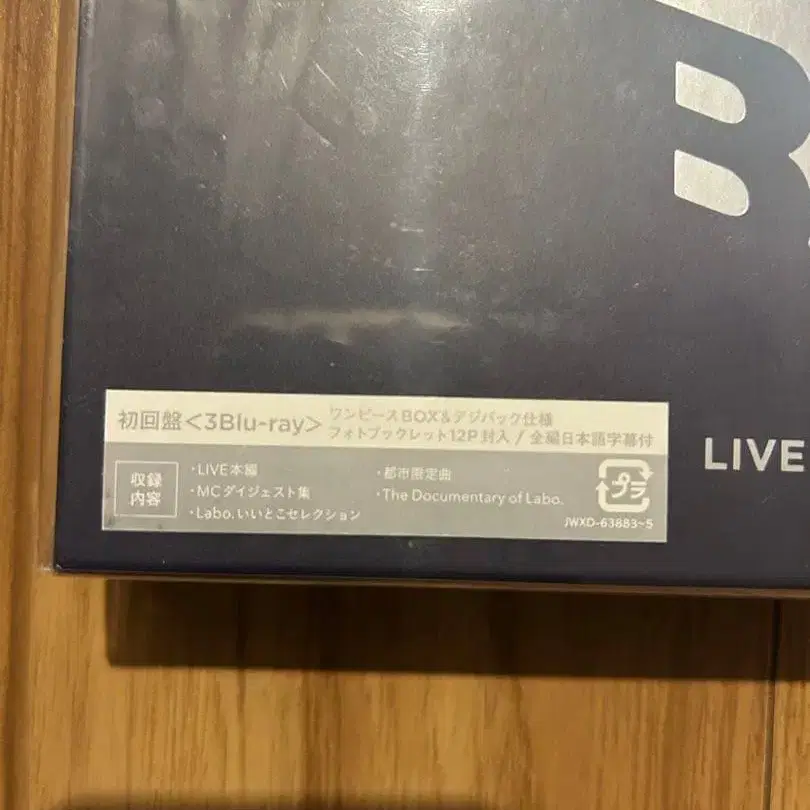 B
LIVE
初回盤<3Blu-ray>
ワンピースBOX&デジパック仕様
フォトブックレット12P封入 / 全編日本語字幕付
収録
内容
・LIVE本編
・MCダイジェスト集
・Labo.いいとこセレクション
・都市限定曲
・The Documentary of Labo.
プラ
JWXD-63883~5